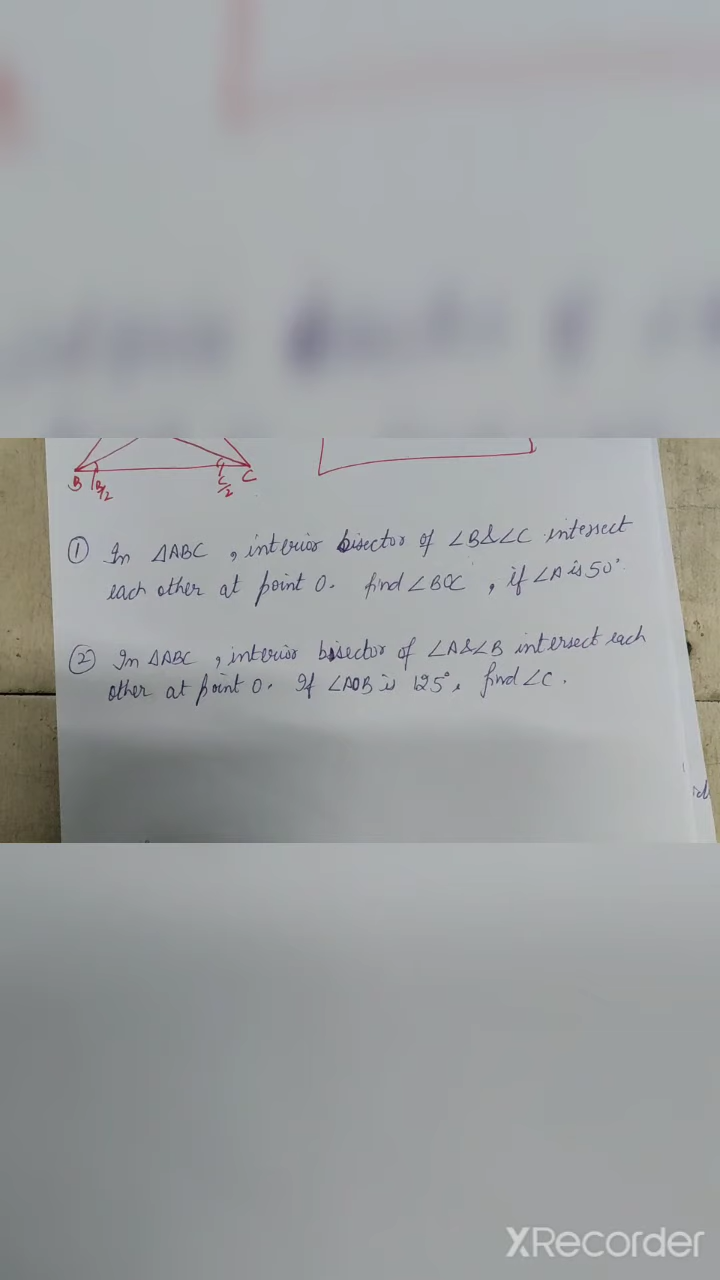 B B/2 C/2 C
① In ΔABC , interior bisector of ∠B&∠C intersect
each other at point O. find ∠BOC , if ∠A is 50°.
② In ΔABC , interior bisector of ∠A&∠B intersect each
other at point O. If ∠AOB is 125°, find ∠C.
XRecorder